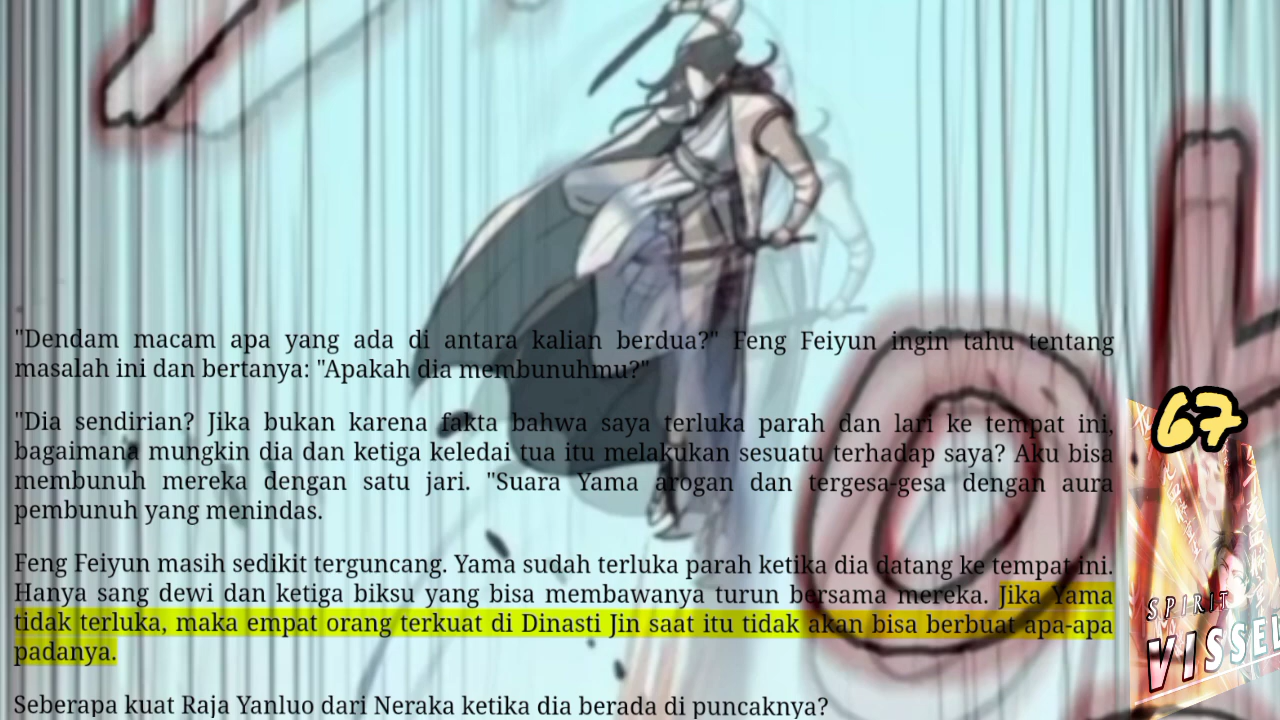 "Dendam macam apa yang ada di antara kalian berdua?" Feng Feiyun ingin tahu tentang
masalah ini dan bertanya: "Apakah dia membunuhmu?"
"Dia sendirian? Jika bukan karena fakta bahwa saya terluka parah dan lari ke tempat ini,
bagaimana mungkin dia dan ketiga keledai tua itu melakukan sesuatu terhadap saya? Aku bisa
membunuh mereka dengan satu jari. "Suara Yama arogan dan tergesa-gesa dengan aura
pembunuh yang menindas.
Feng Feiyun masih sedikit terguncang. Yama sudah terluka parah ketika dia datang ke tempat ini.
Hanya sang dewi dan ketiga biksu yang bisa membawanya turun bersama mereka. Jika Yama
tidak terluka, maka empat orang terkuat di Dinasti Jin saat itu tidak akan bisa berbuat apa-apa
padanya.
Seberapa kuat Raja Yanluo dari Neraka ketika dia berada di puncaknya?
67
SPIRIT
VISSEL